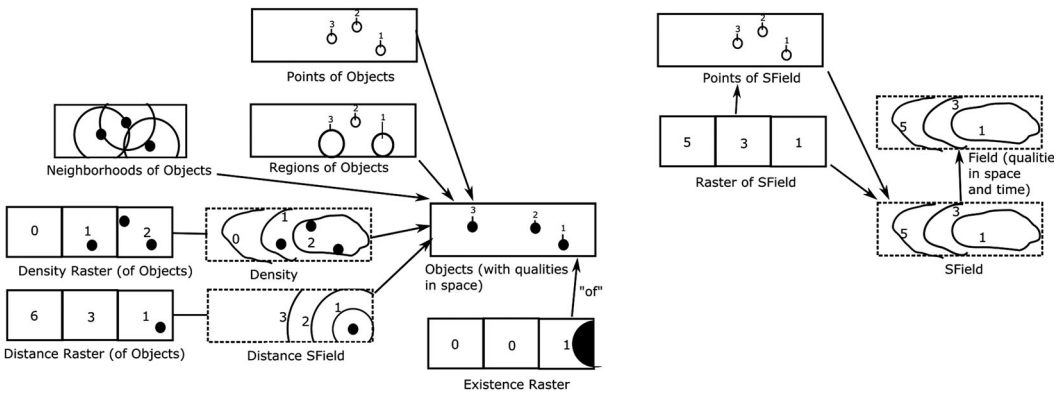 3
2
1
Points of Objects
3
2
1
Regions of Objects
Neighborhoods of Objects
0
1
2
Density Raster (of Objects)
0
1
2
Density
6
3
1
Distance Raster (of Objects)
3
2
1
Distance SField
3
2
1
Objects (with qualities
in space)
"of"
0
0
1
Existence Raster
3
2
1
Points of SField
5
3
1
Raster of SField
5
3
1
Field (qualitie
in space
and time)
5
3
1
SField